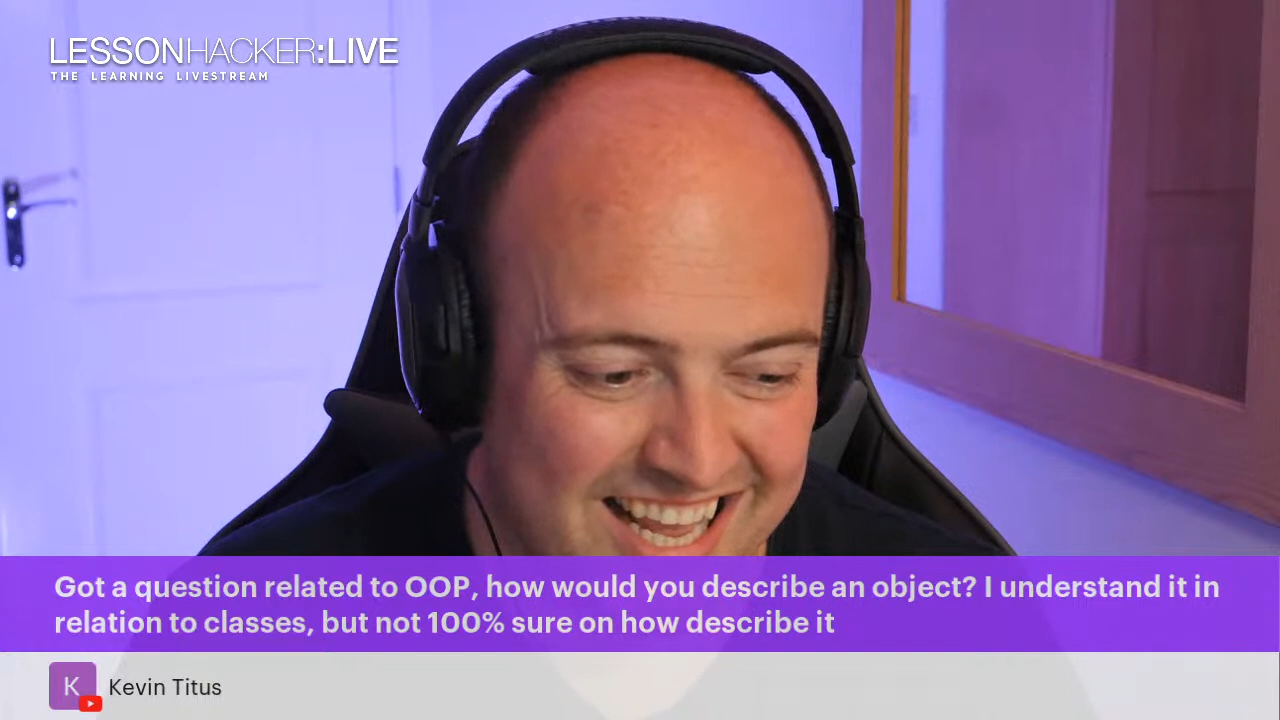 LESSONHACKER:LIVE
THE LEARNING LIVESTREAM
Got a question related to OOP, how would you describe an object? I understand it in
relation to classes, but not 100% sure on how describe it
K
Kevin Titus